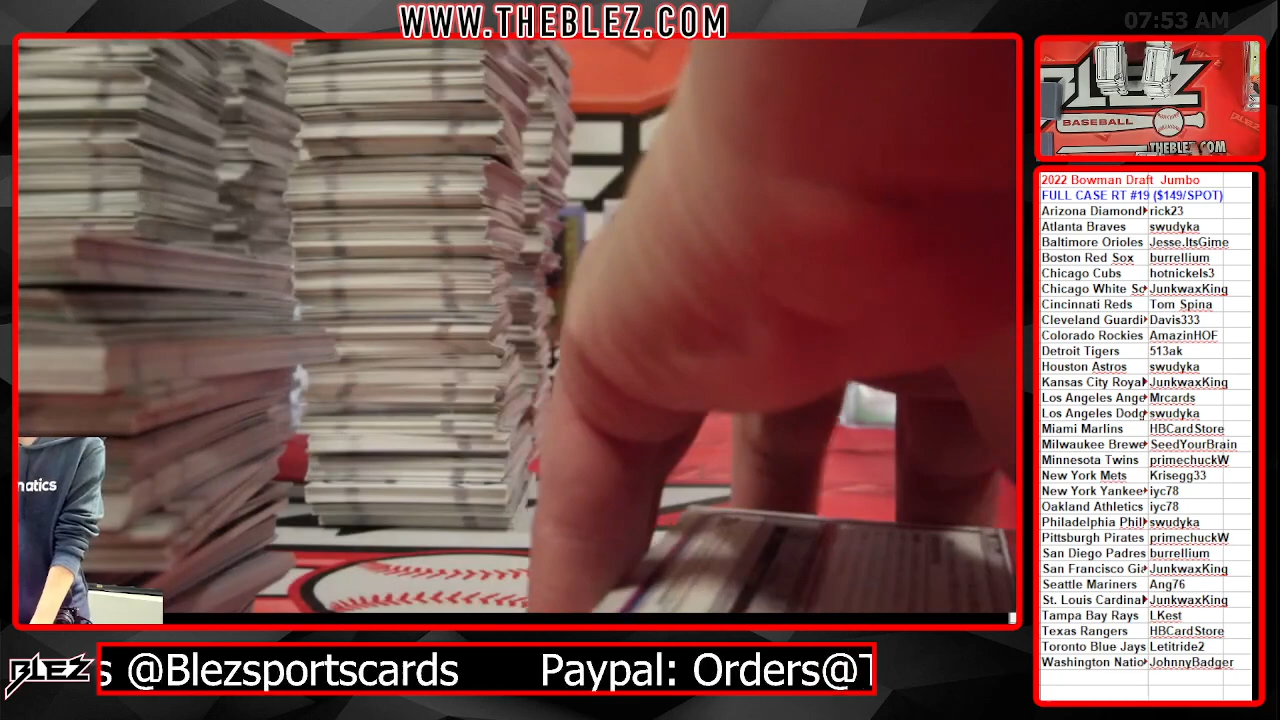 WWW.THEBLEZ.COM
07:53 AM
BLEZ
BASEBALL
THEBLEZ.COM
2022 Bowman Draft Jumbo
FULL CASE RT #19 ($149/SPOT)
Arizona Diamond rick23
Atlanta Braves swudyka
Baltimore Orioles Jesse.ItsGime
Boston Red Sox burrellium
Chicago Cubs hotnickels3
Chicago White So JunkwaxKing
Cincinnati Reds Tom Spina
Cleveland Guardi Davis333
Colorado Rockies AmazinHOF
Detroit Tigers 513ak
Houston Astros swudyka
Kansas City Roya JunkwaxKing
Los Angeles Ange Mrcards
Los Angeles Dodg swudyka
Miami Marlins HBCardStore
Milwaukee Brewe SeedYourBrain
Minnesota Twins primechuckW
New York Mets Krisegg33
New York Yankee iyc78
Oakland Athletics iyc78
Philadelphia Phil swudyka
Pittsburgh Pirates primechuckW
San Diego Padres burrellium
San Francisco Gi JunkwaxKing
Seattle Mariners Ang76
St. Louis Cardina JunkwaxKing
Tampa Bay Rays LKest
Texas Rangers HBCardStore
Toronto Blue Jays Letitride2
Washington Natio JohnnyBadger
natics
BLEZ
s @Blezsportscards Paypal: Orders@T